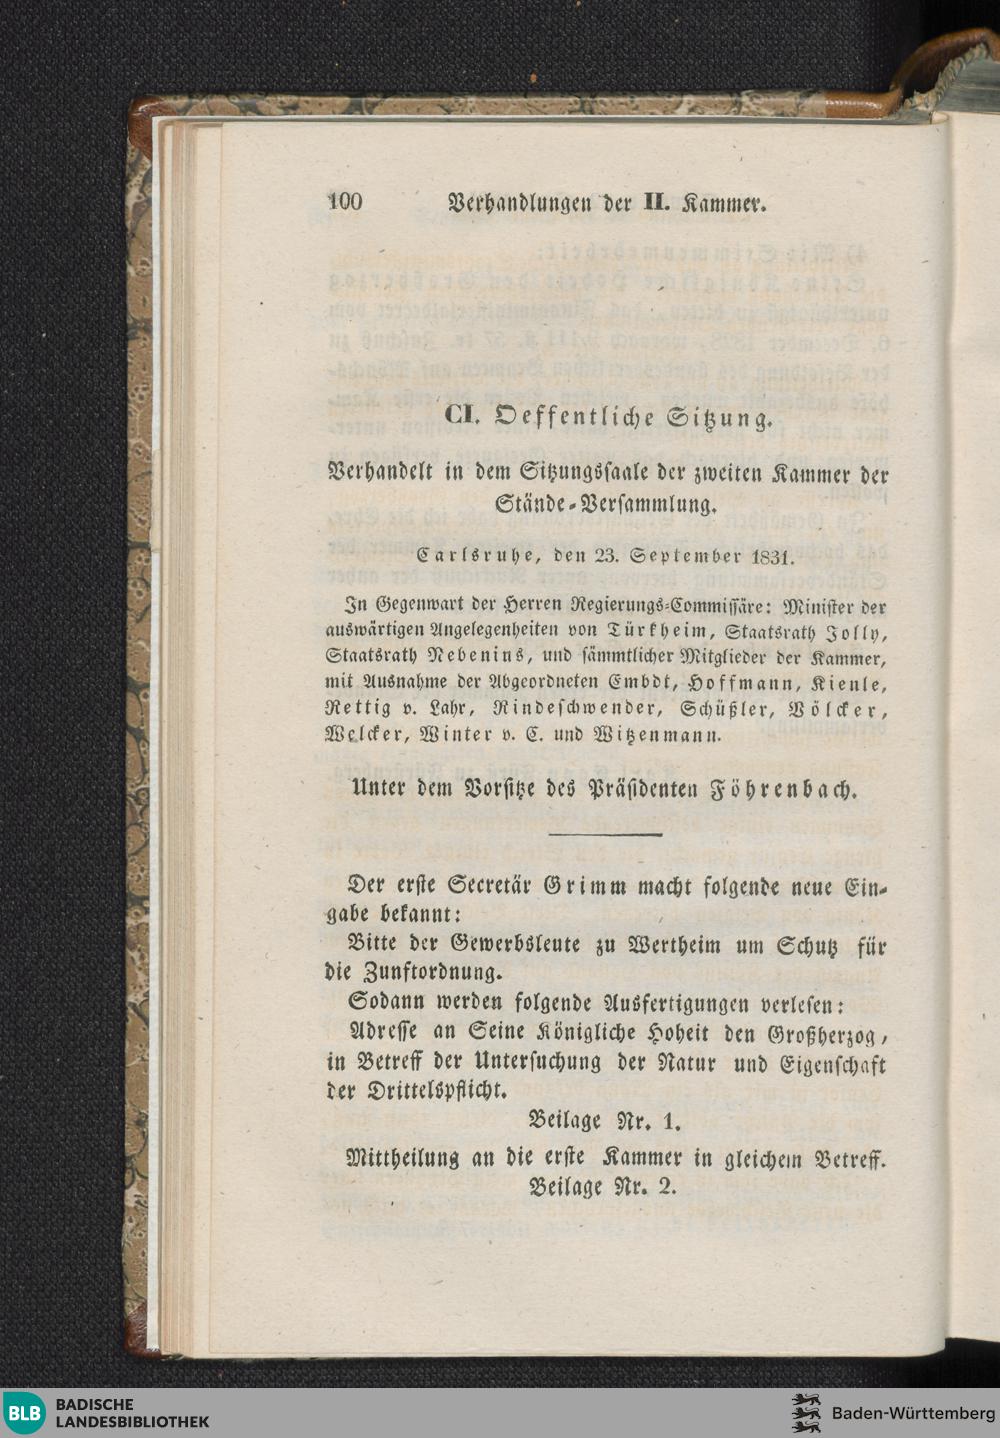 100 Verhandlungen der II. Kammer.
CI. Oeffentliche Sitzung.
Verhandelt in dem Sitzungssaale der zweiten Kammer der
Stände-Versammlung.
Carlsruhe, den 23. September 1831.
In Gegenwart der Herren Regierungs-Commissäre: Minister der
auswärtigen Angelegenheiten von Türkheim, Staatsrath Jolly,
Staatsrath Nebenins, und sämmtlicher Mitglieder der Kammer,
mit Ausnahme der Abgeordneten Embdt, Hoffmann, Kienle,
Rettig v. Lahr, Rindeschwender, Schüßler, Völcker,
Welcker, Winter v. C. und Witzenmann.
Unter dem Vorsitze des Präsidenten Föhrenbach.
Der erste Secretär Grimm macht folgende neue Ein-
gabe bekannt:
Bitte der Gewerbsleute zu Wertheim um Schutz für
die Zunftordnung.
Sodann werden folgende Ausfertigungen verlesen:
Adresse an Seine Königliche Hoheit den Großherzog,
in Betreff der Untersuchung der Natur und Eigenschaft
der Drittelspflicht.
Beilage Nr. 1.
Mittheilung an die erste Kammer in gleichem Betreff.
Beilage Nr. 2.
BLB BADISCHE
LANDESBIBLIOTHEK
Baden-Württemberg